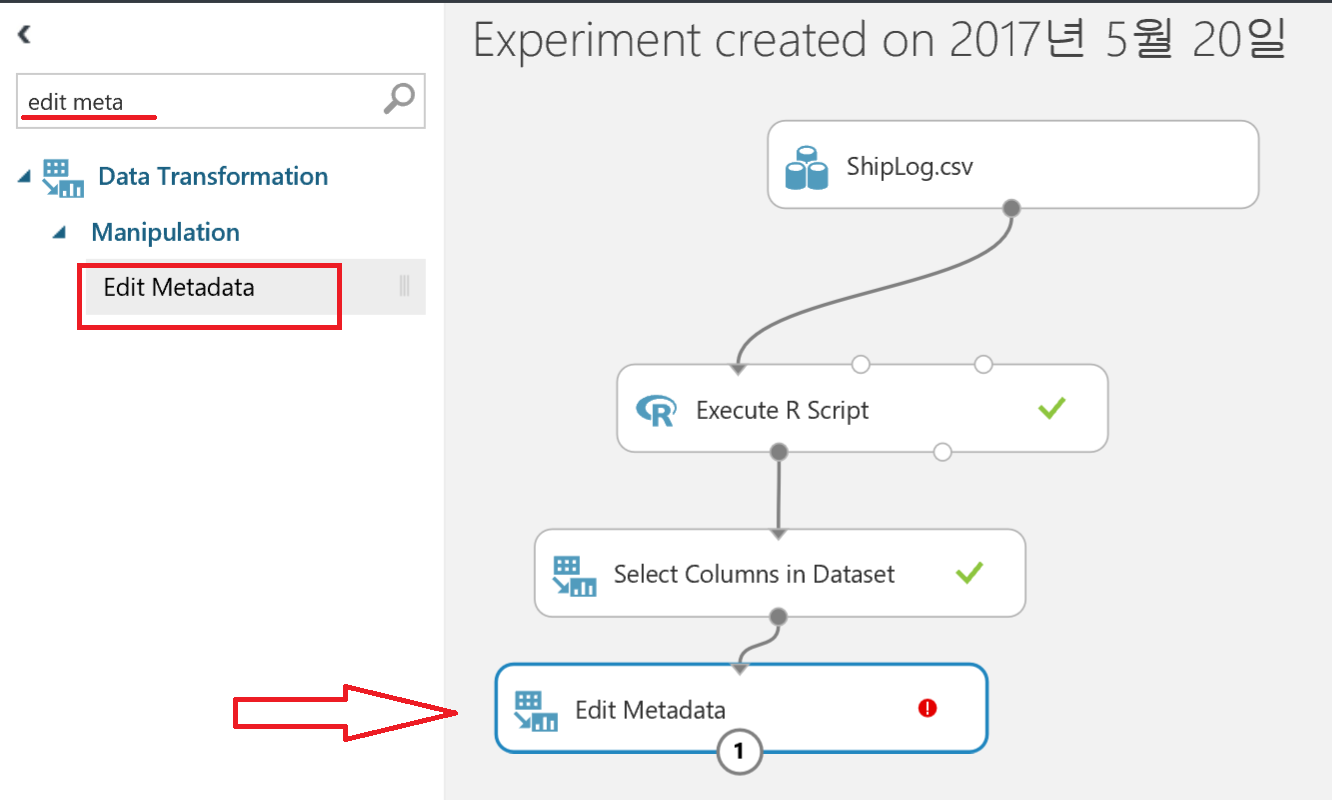 Experiment created on 2017년 5월 20일
edit meta
Data Transformation
Manipulation
Edit Metadata
ShipLog.csv
R Execute R Script
Select Columns in Dataset
Edit Metadata
1